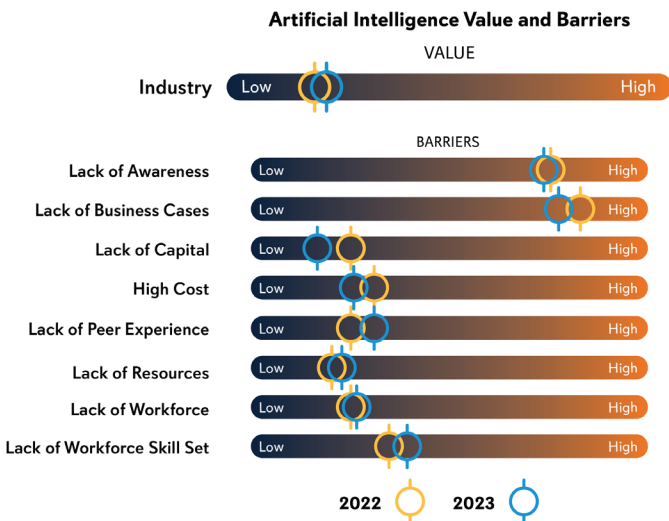 Artificial Intelligence Value and Barriers
VALUE
Industry Low High
BARRIERS
Lack of Awareness Low High
Lack of Business Cases Low High
Lack of Capital Low High
High Cost Low High
Lack of Peer Experience Low High
Lack of Resources Low High
Lack of Workforce Low High
Lack of Workforce Skill Set Low High
2022 2023